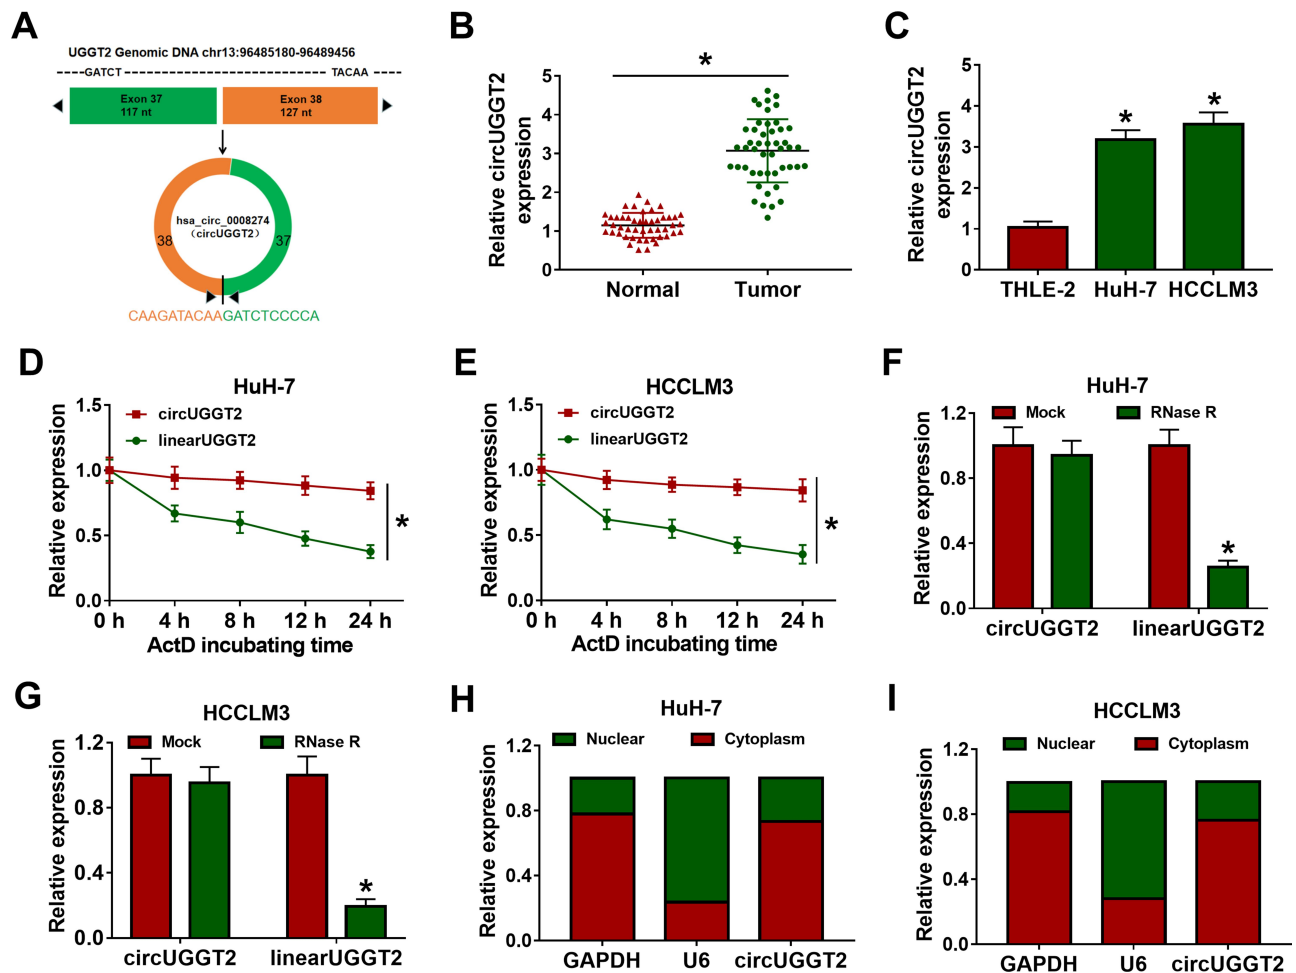 A
UGGT2 Genomic DNA chr13:96485180-96489456
GATCT
TACAA
Exon 37
117 nt
Exon 38
127 nt
hsa_circ_0008274
(circUGGT2)
38
37
CAAGATACAAGATCTCCCCA
B
Relative circUGGT2
expression
5
4
3
2
1
0
*
Normal
Tumor
C
Relative circUGGT2
expression
5
4
3
2
1
0
*
*
THLE-2
HuH-7
HCCLM3
D
HuH-7
Relative expression
1.5
1.0
0.5
0.0
circUGGT2
linearUGGT2
*
0 h
4 h
8 h
12 h
24 h
ActD incubating time
E
HCCLM3
Relative expression
1.5
1.0
0.5
0.0
circUGGT2
linearUGGT2
*
0 h
4 h
8 h
12 h
24 h
ActD incubating time
F
HuH-7
Relative expression
1.2
0.8
0.4
0.0
Mock
RNase R
*
circUGGT2
linearUGGT2
G
HCCLM3
Relative expression
1.2
0.8
0.4
0.0
Mock
RNase R
*
circUGGT2
linearUGGT2
H
HuH-7
Relative expression
1.2
0.8
0.4
0.0
Nuclear
Cytoplasm
GAPDH
U6
circUGGT2
I
HCCLM3
Relative expression
1.2
0.8
0.4
0.0
Nuclear
Cytoplasm
GAPDH
U6
circUGGT2